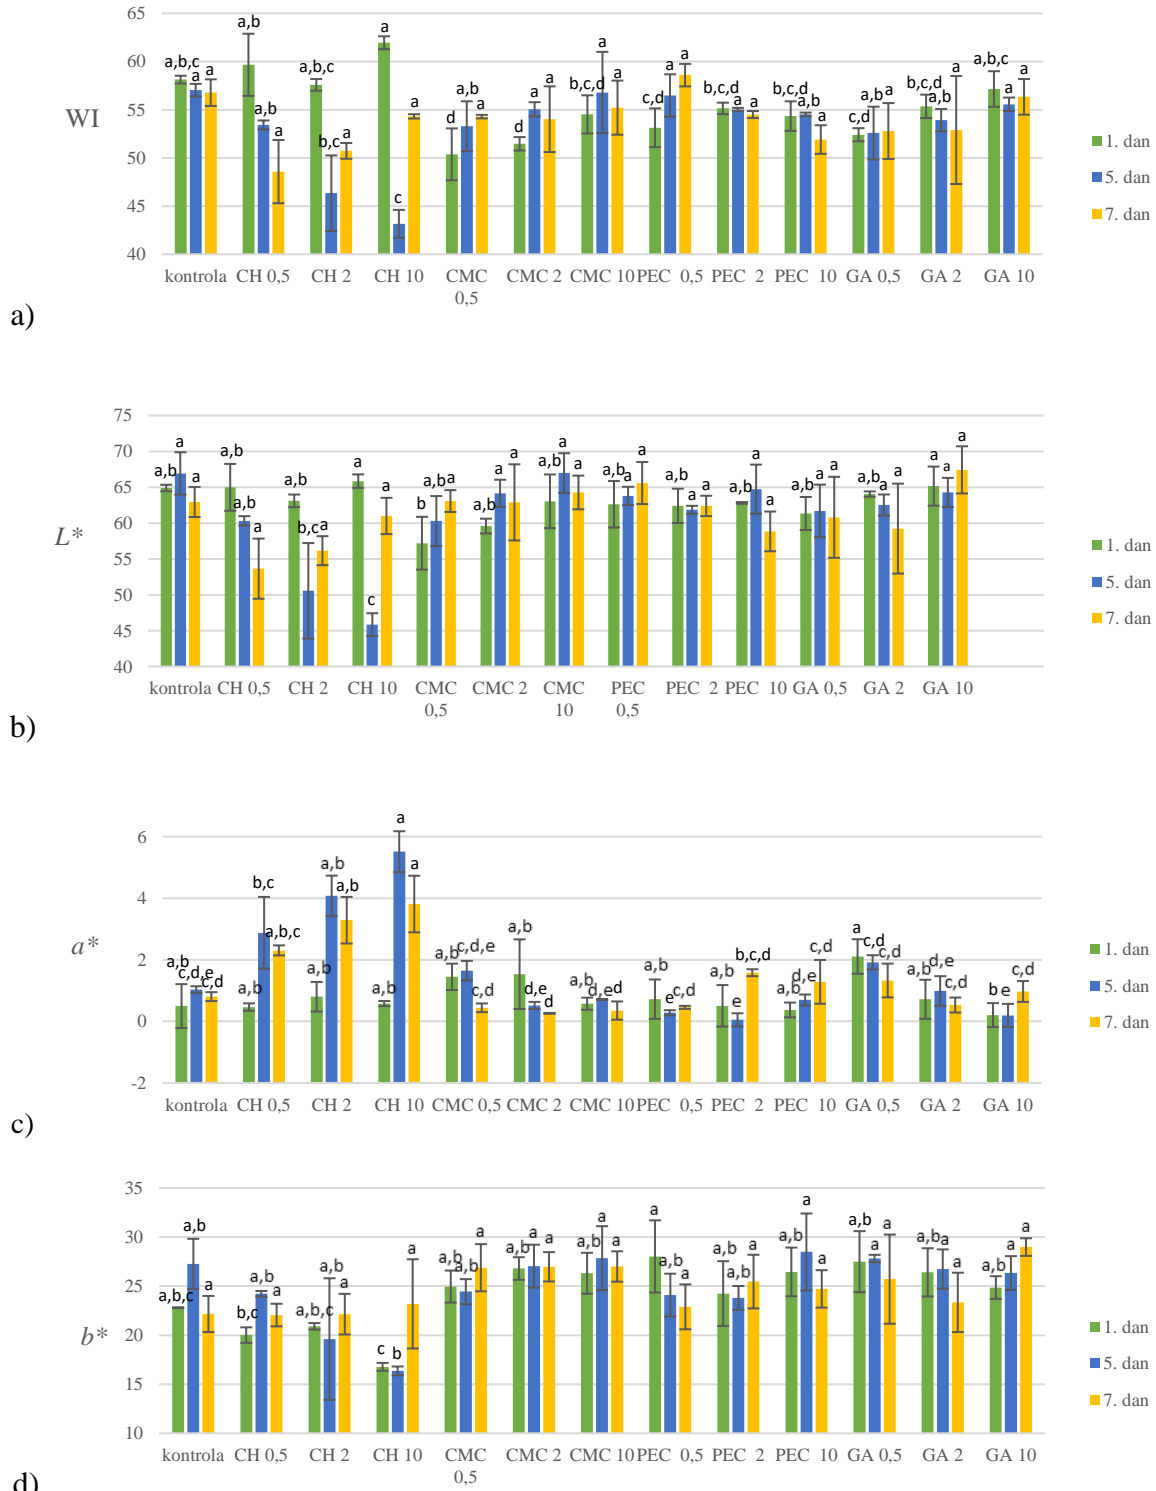 65
60
55
50
45
40
WI
a,b,c
a
a
a,b
a,b
a
a,b,c
b,c
a
a
c
a
d
a,b
a
d
a
a
b,c,d
a
a
c,d
a
a
b,c,d
a
a
b,c,d
a,b
a
c,d
a,b
a
b,c,d
a,b
a
a,b,c
a
a
kontrola CH 0,5 CH 2 CH 10 CMC 0,5 CMC 2 CMC 10 PEC 0,5 PEC 2 PEC 10 GA 0,5 GA 2 GA 10
1. dan
5. dan
7. dan
a)
75
70
65
60
55
50
45
40
L*
a,b
a
a
a,b
a,b
a
a,b
b,c
a
a
c
a
b
a,b
a
a,b
a
a
a,b
a
a
a,b
a
a
a,b
a
a
a,b
a
a
a,b
a
a
a,b
a
a
a,b
a
a
kontrola CH 0,5 CH 2 CH 10 CMC 0,5 CMC 2 CMC 10 PEC 0,5 PEC 2 PEC 10 GA 0,5 GA 2 GA 10
1. dan
5. dan
7. dan
b)
6
4
2
0
-2
a*
a,b
c,d,e
c,d
a,b
b,c
a,b,c
a,b
a,b
a,b
a,b
a
a
a,b
c,d,e
c,d
a,b
d,e
d
a,b
d,e
d
a,b
e
c,d
a,b
e
b,c,d
a,b
d,e
c,d
a
c,d
c,d
a,b
d,e
c,d
b
e
c,d
kontrola CH 0,5 CH 2 CH 10 CMC 0,5 CMC 2 CMC 10 PEC 0,5 PEC 2 PEC 10 GA 0,5 GA 2 GA 10
1. dan
5. dan
7. dan
c)
35
30
25
20
15
10
b*
a,b,c
a,b
a
b,c
a,b
a
a,b,c
a,b
a
c
b
a
a,b
a,b
a
a,b
a
a
a,b
a
a
a
a,b
a
a,b
a,b
a
a,b
a
a
a,b
a
a
a,b
a
a
a,b
a,b
a
kontrola CH 0,5 CH 2 CH 10 CMC 0,5 CMC 2 CMC 10 PEC 0,5 PEC 2 PEC 10 GA 0,5 GA 2 GA 10
1. dan
5. dan
7. dan
d)